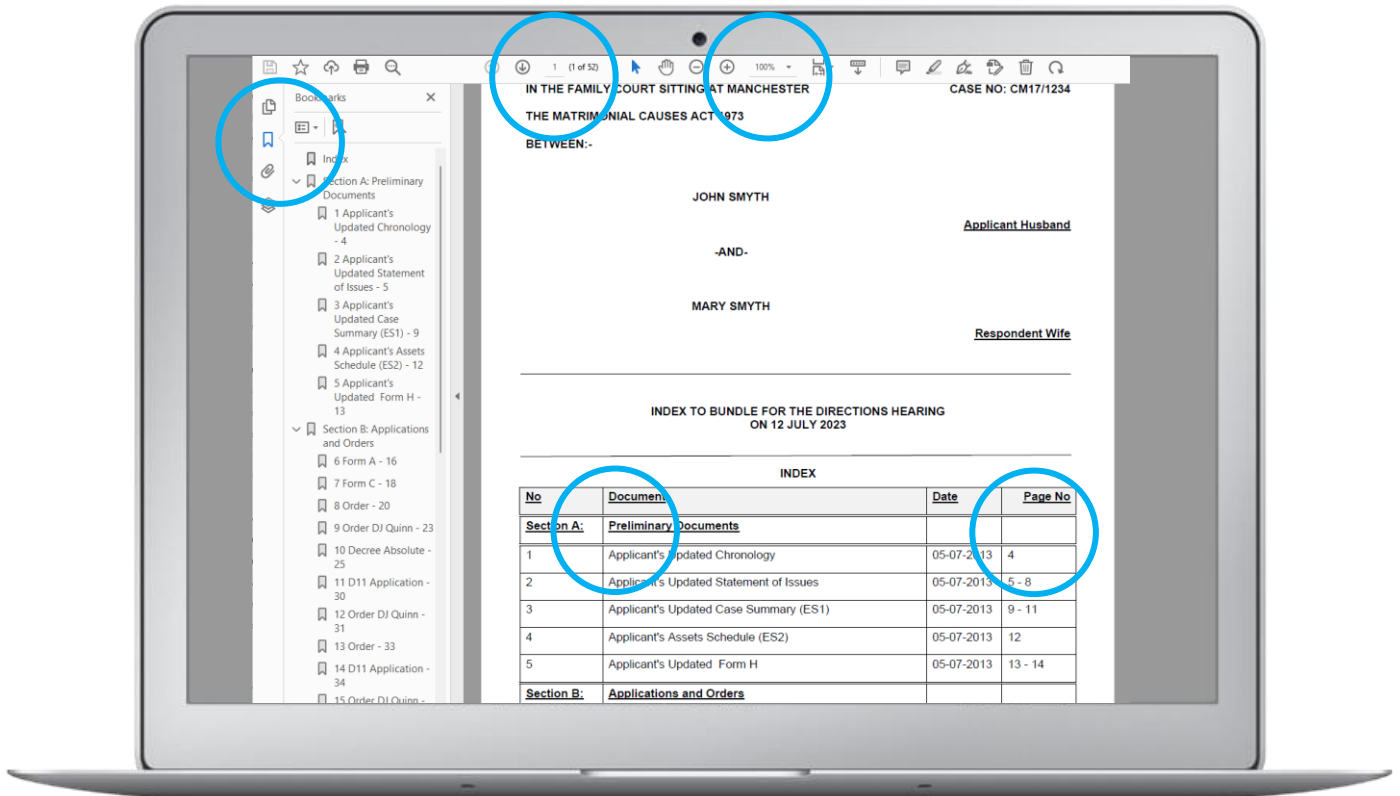 1 (1 of 52) 100%
Bookmarks
Index
Section A: Preliminary
Documents
1 Applicant's
Updated Chronology
- 4
2 Applicant's
Updated Statement
of Issues - 5
3 Applicant's
Updated Case
Summary (ES1) - 9
4 Applicant's Assets
Schedule (ES2) - 12
5 Applicant's
Updated Form H -
13
Section B: Applications
and Orders
6 Form A - 16
7 Form C - 18
8 Order - 20
9 Order DJ Quinn - 23
10 Decree Absolute -
25
11 D11 Application -
30
12 Order DJ Quinn -
31
13 Order - 33
14 D11 Application -
34
15 Order DJ Quinn -
IN THE FAMILY COURT SITTING AT MANCHESTER CASE NO: CM17/1234
THE MATRIMONIAL CAUSES ACT 1973
BETWEEN:-
JOHN SMYTH
Applicant Husband
-AND-
MARY SMYTH
Respondent Wife
INDEX TO BUNDLE FOR THE DIRECTIONS HEARING
ON 12 JULY 2023
INDEX
No Document Date Page No
Section A: Preliminary Documents
1 Applicant's Updated Chronology 05-07-2013 4
2 Applicant's Updated Statement of Issues 05-07-2013 5 - 8
3 Applicant's Updated Case Summary (ES1) 05-07-2013 9 - 11
4 Applicant's Assets Schedule (ES2) 05-07-2013 12
5 Applicant's Updated Form H 05-07-2013 13 - 14
Section B: Applications and Orders